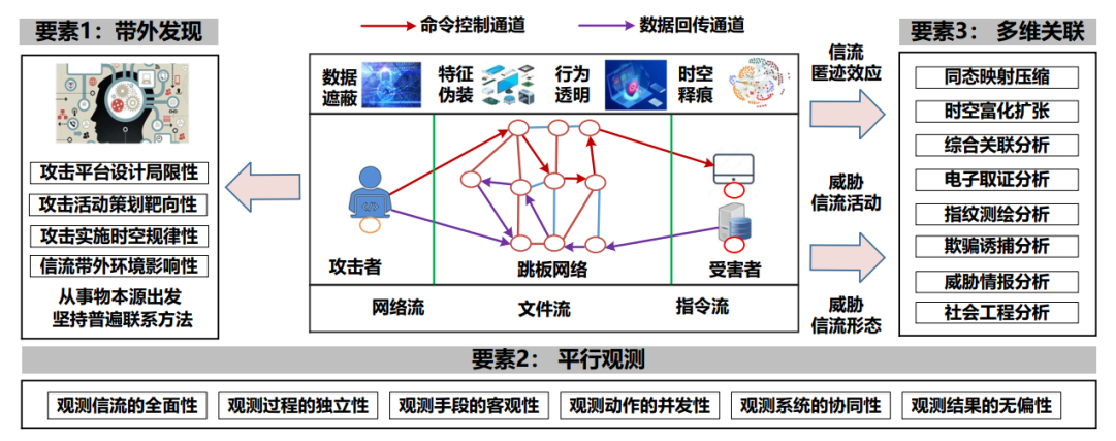 要素1：带外发现
攻击平台设计局限性
攻击活动策划靶向性
攻击实施时空规律性
信流带外环境影响性
从事物本源出发
坚持普遍联系方法
命令控制通道
数据回传通道
数据
遮蔽
特征
伪装
行为
透明
时空
释痕
攻击者
跳板网络
受害者
网络流
文件流
指令流
信流
匿迹效应
威胁
信流活动
威胁
信流形态
要素3： 多维关联
同态映射压缩
时空富化扩张
综合关联分析
电子取证分析
指纹测绘分析
欺骗诱捕分析
威胁情报分析
社会工程分析
要素2： 平行观测
观测信流的全面性
观测过程的独立性
观测手段的客观性
观测动作的并发性
观测系统的协同性
观测结果的无偏性